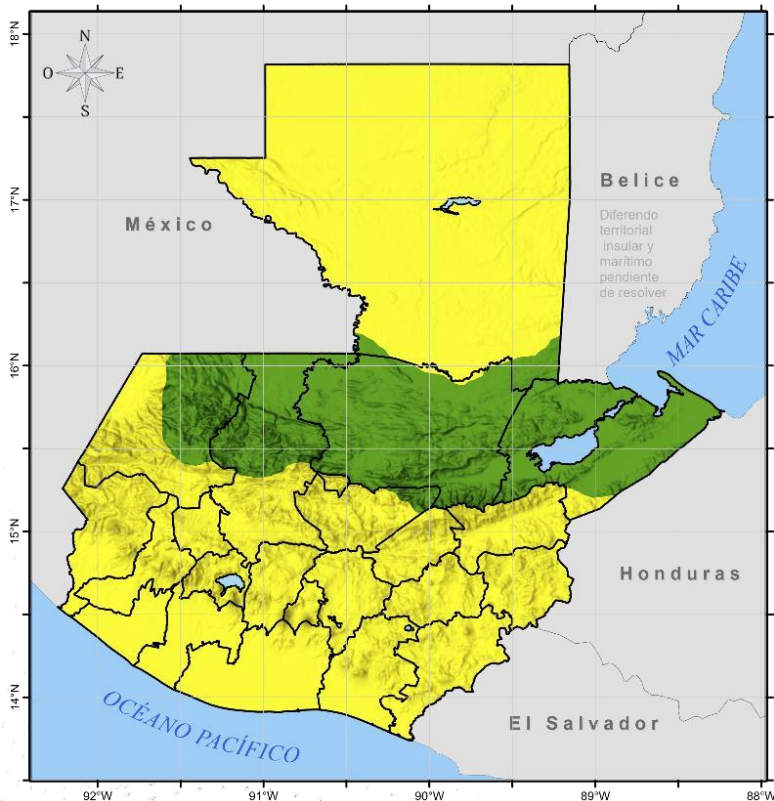 18°N
N
O E
S
Belice
17°N
Diferendo
territorial
insular y
marítimo
pendiente
de resolver
México
MAR CARIBE
16°N
15°N
Honduras
14°N
OCÉANO PACÍFICO
El Salvador
92°W 91°W 90°W 89°W 88°W